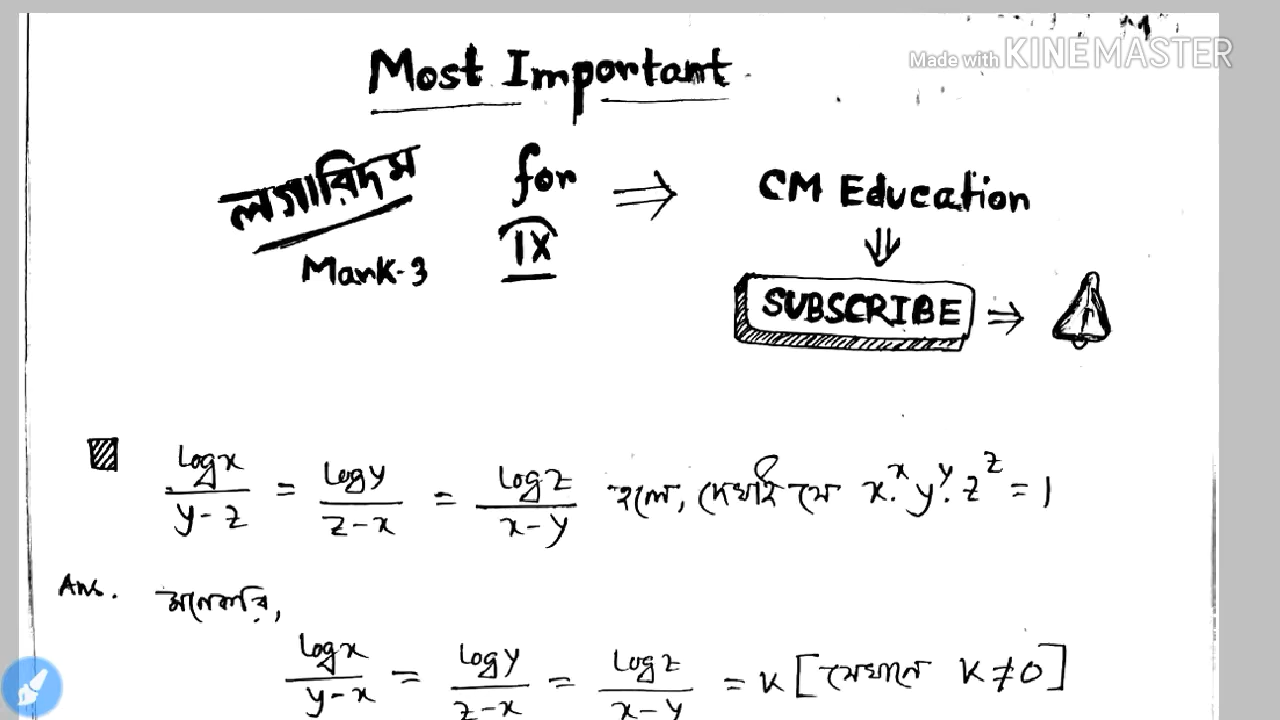 Made with KINEMASTER
Most Important
লগারিদম for ⇒ CM Education
IX ⇓
Mark-3
SUBSCRIBE ⇒
logx/(y-z) = logy/(z-x) = logz/(x-y) হলে, দেখাই যে x^x.y^y.z^z = 1
Ans. মনেকরি,
logx/(y-x) = logy/(z-x) = logz/(x-y) = K [যেখানে K≠0]